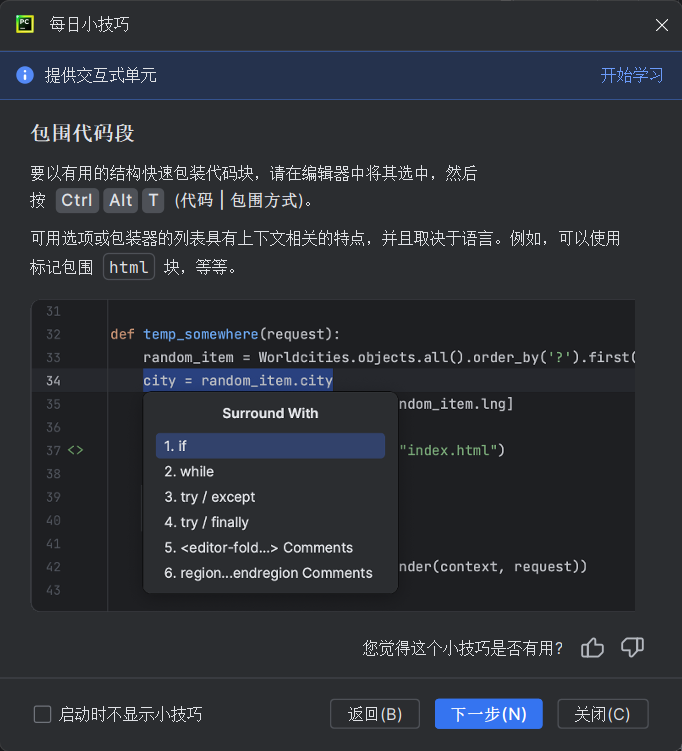 PC
每日小技巧
提供交互式单元 开始学习
包围代码段
要以有用的结构快速包装代码块，请在编辑器中将其选中，然后
按 Ctrl Alt T (代码 | 包围方式)。
可用选项或包装器的列表具有上下文相关的特点，并且取决于语言。例如，可以使用
标记包围 html 块，等等。
31
32 def temp_somewhere(request):
33 random_item = Worldcities.objects.all().order_by('?').first(
34 city = random_item.city
35 ndom_item.lng]
36
37 <> "index.html")
38
39
40
41
42 nder(context, request))
43
Surround With
1. if
2. while
3. try / except
4. try / finally
5. <editor-fold...> Comments
6. region...endregion Comments
您觉得这个小技巧是否有用?
启动时不显示小技巧 返回(B) 下一步(N) 关闭(C)